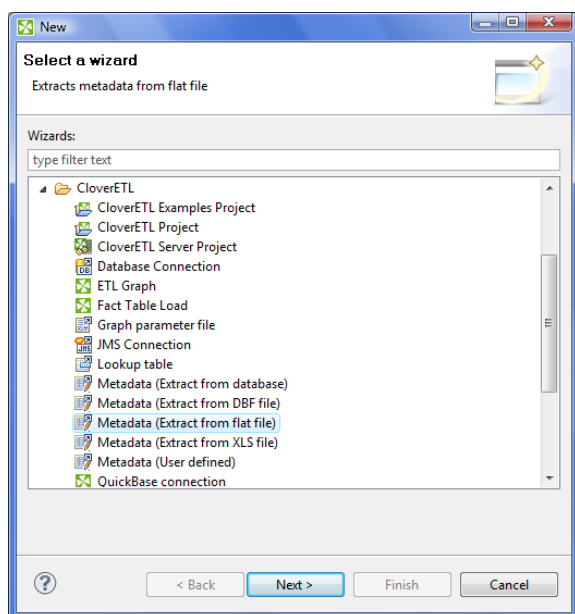 New
Select a wizard
Extracts metadata from flat file
Wizards:
type filter text
CloverETL
CloverETL Examples Project
CloverETL Project
CloverETL Server Project
Database Connection
ETL Graph
Fact Table Load
Graph parameter file
JMS Connection
Lookup table
Metadata (Extract from database)
Metadata (Extract from DBF file)
Metadata (Extract from flat file)
Metadata (Extract from XLS file)
Metadata (User defined)
QuickBase connection
? < Back Next > Finish Cancel